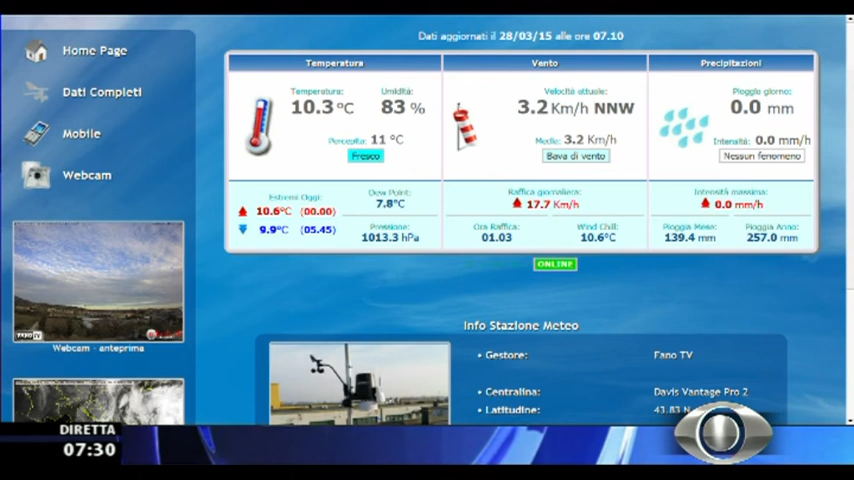 Dati aggiornati il 28/03/15 alle ore 07.10
Home Page
Dati Completi
Mobile
Webcam
Webcam - anteprima
FANO TV
Temperatura
Temperatura:
10.3 °C
Umidità:
83 %
Percepita: 11 °C
Fresco
Estremi Oggi:
10.6°C (00.00)
9.9°C (05.45)
Dew Point:
7.8°C
Pressione:
1013.3 hPa
Vento
Velocità attuale:
3.2 Km/h NNW
Media: 3.2 Km/h
Bava di vento
Raffica giornaliera:
17.7 Km/h
Ora Raffica:
01.03
Wind Chill:
10.6°C
Precipitazioni
Pioggia giorno:
0.0 mm
Intensità: 0.0 mm/h
Nessun fenomeno
Intensità massima:
0.0 mm/h
Pioggia Mese:
139.4 mm
Pioggia Anno:
257.0 mm
ONLINE
Info Stazione Meteo
• Gestore: Fano TV
• Centralina: Davis Vantage Pro 2
• Latitudine: 43.83 N
DIRETTA
07:30